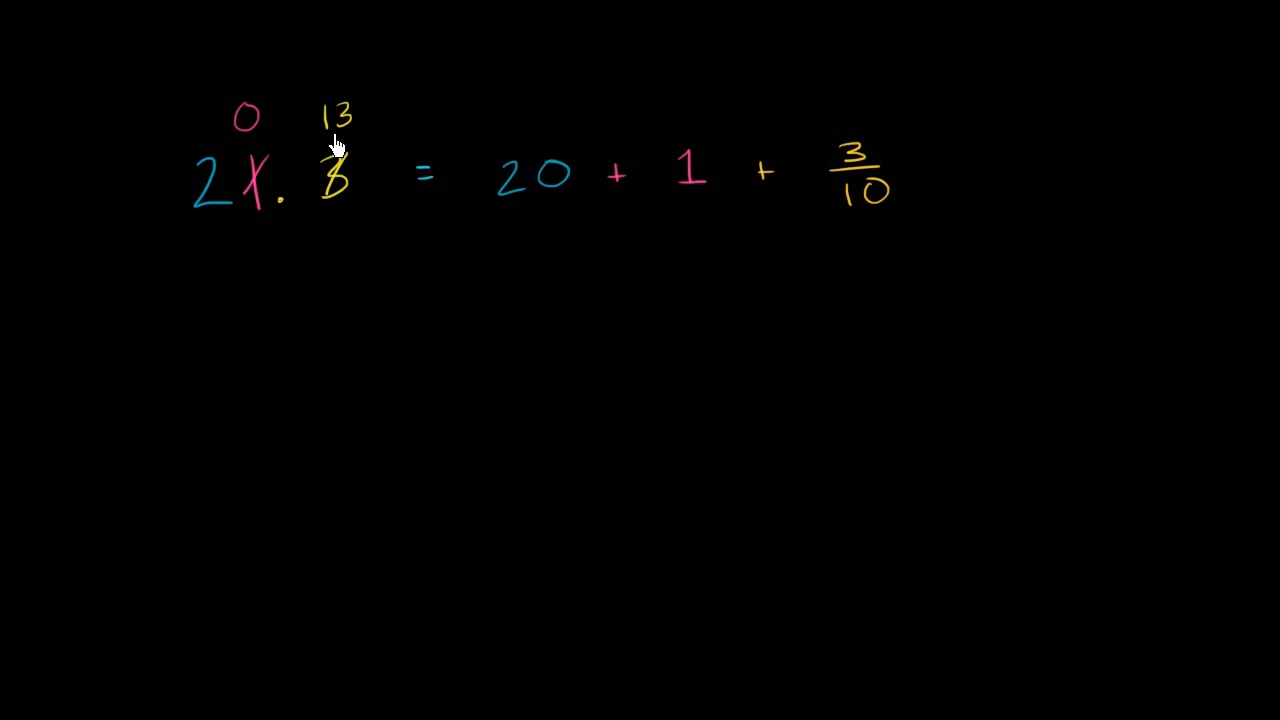 0 13
21.3 = 20 + 1 + 3/10